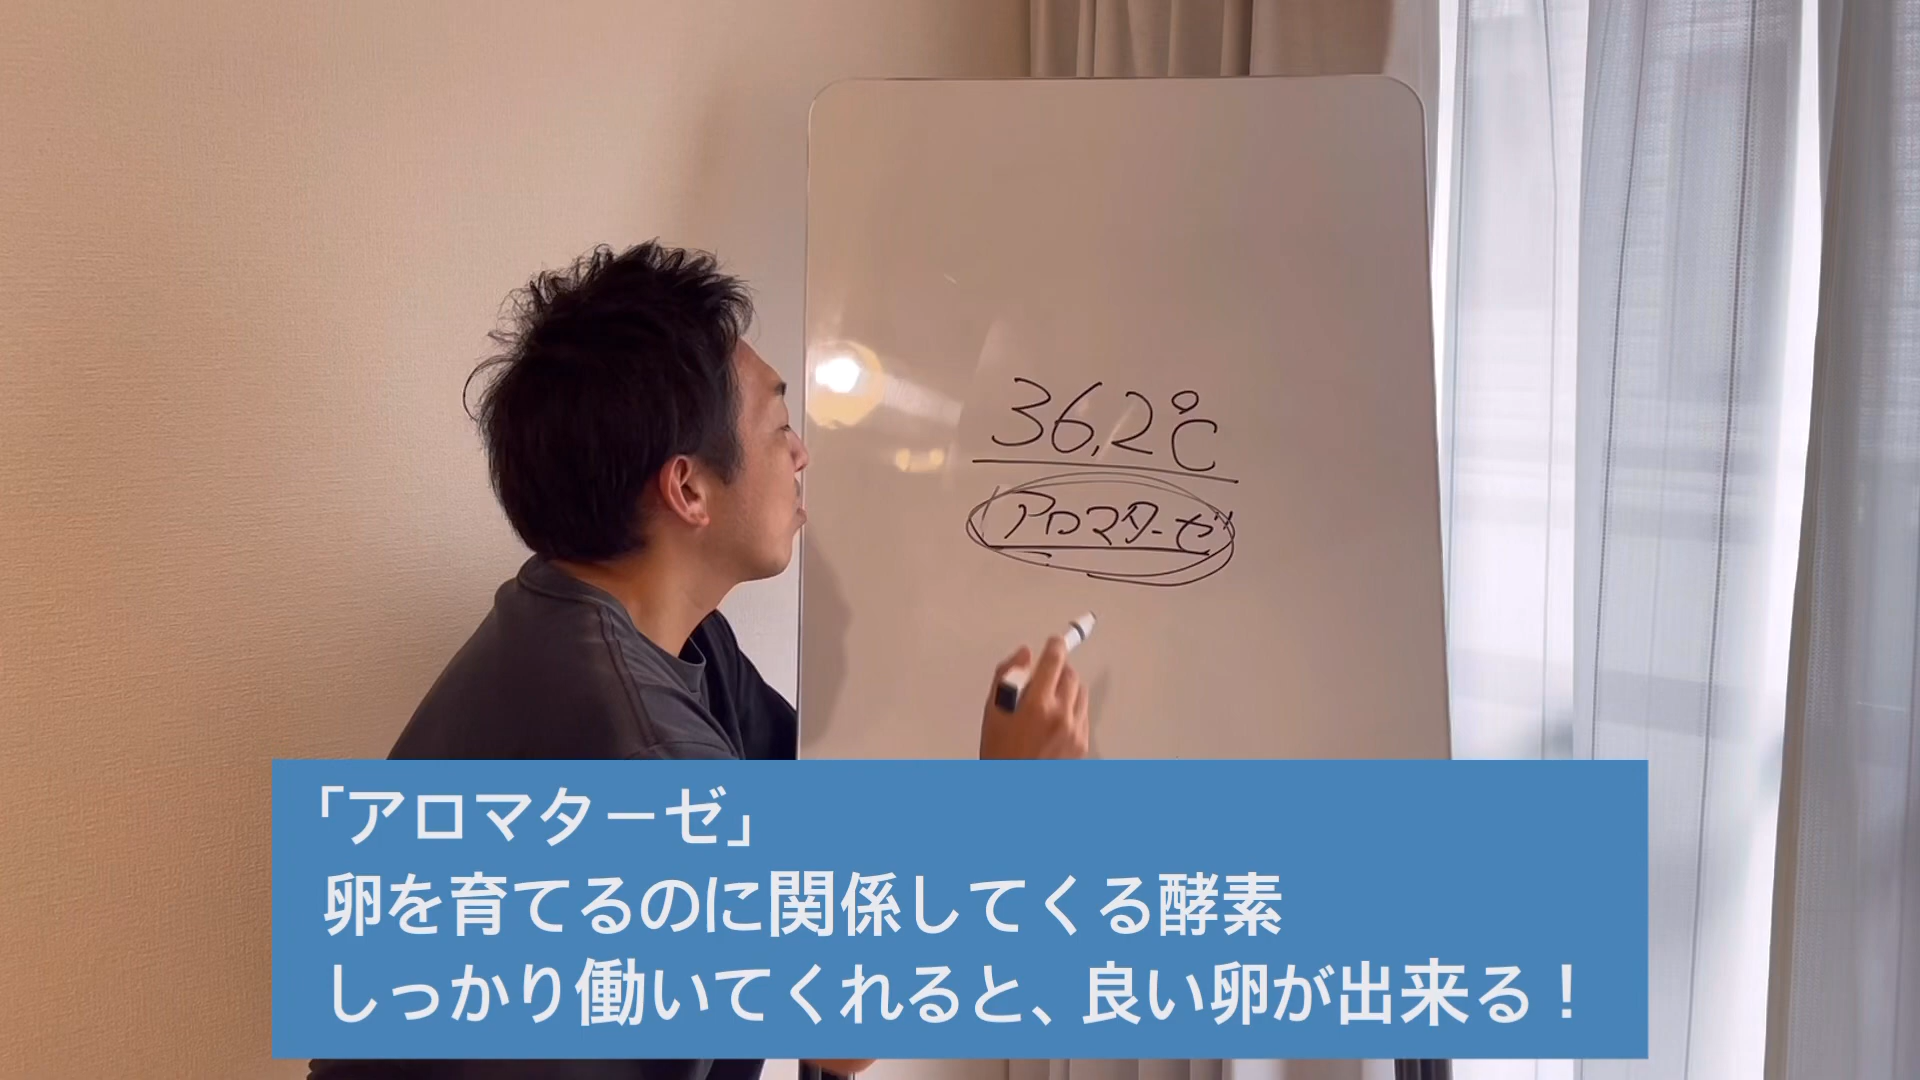 36.2℃
アロマターゼ
「アロマターゼ」
卵を育てるのに関係してくる酵素
しっかり働いてくれると、良い卵が出来る！